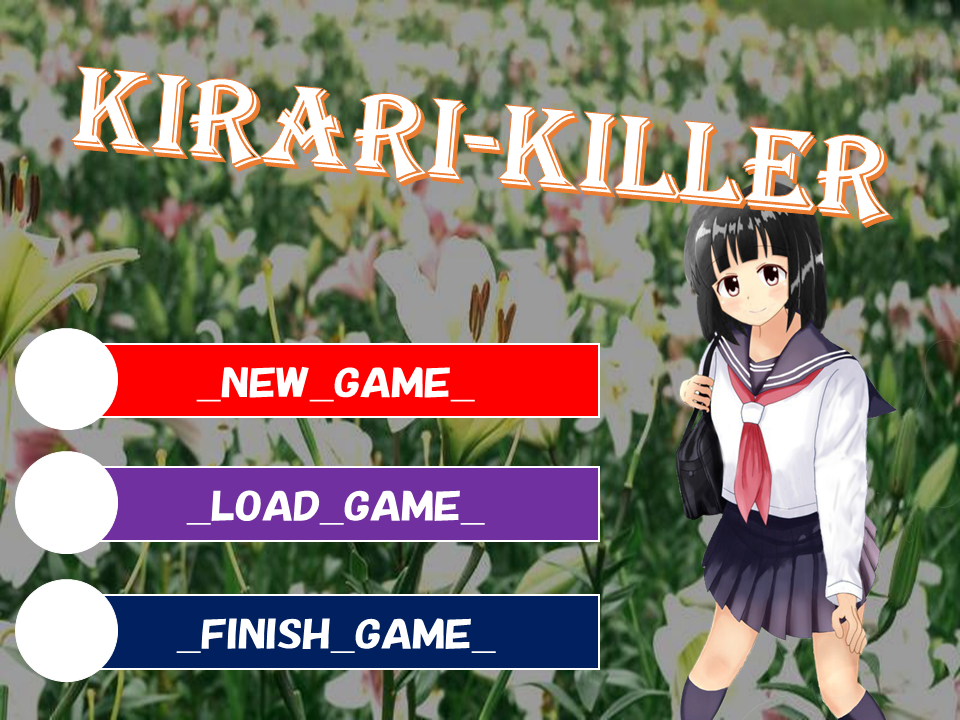 KIRARI-KILLER
_NEW_GAME_
_LOAD_GAME_
_FINISH_GAME_